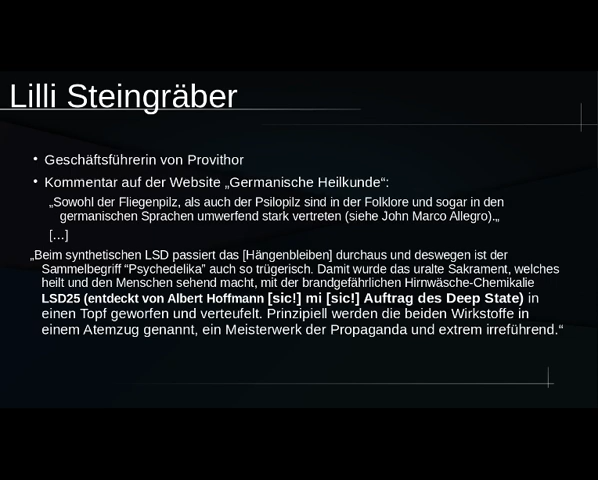 Lilli Steingräber
• Geschäftsführerin von Provithor
• Kommentar auf der Website „Germanische Heilkunde“:
„Sowohl der Fliegenpilz, als auch der Psilopilz sind in der Folklore und sogar in den
germanischen Sprachen umwerfend stark vertreten (siehe John Marco Allegro).„
[…]
„Beim synthetischen LSD passiert das [Hängenbleiben] durchaus und deswegen ist der
Sammelbegriff “Psychedelika” auch so trügerisch. Damit wurde das uralte Sakrament, welches
heilt und den Menschen sehend macht, mit der brandgefährlichen Hirnwäsche-Chemikalie
LSD25 (entdeckt von Albert Hoffmann [sic!] mi [sic!] Auftrag des Deep State) in
einen Topf geworfen und verteufelt. Prinzipiell werden die beiden Wirkstoffe in
einem Atemzug genannt, ein Meisterwerk der Propaganda und extrem irreführend.“